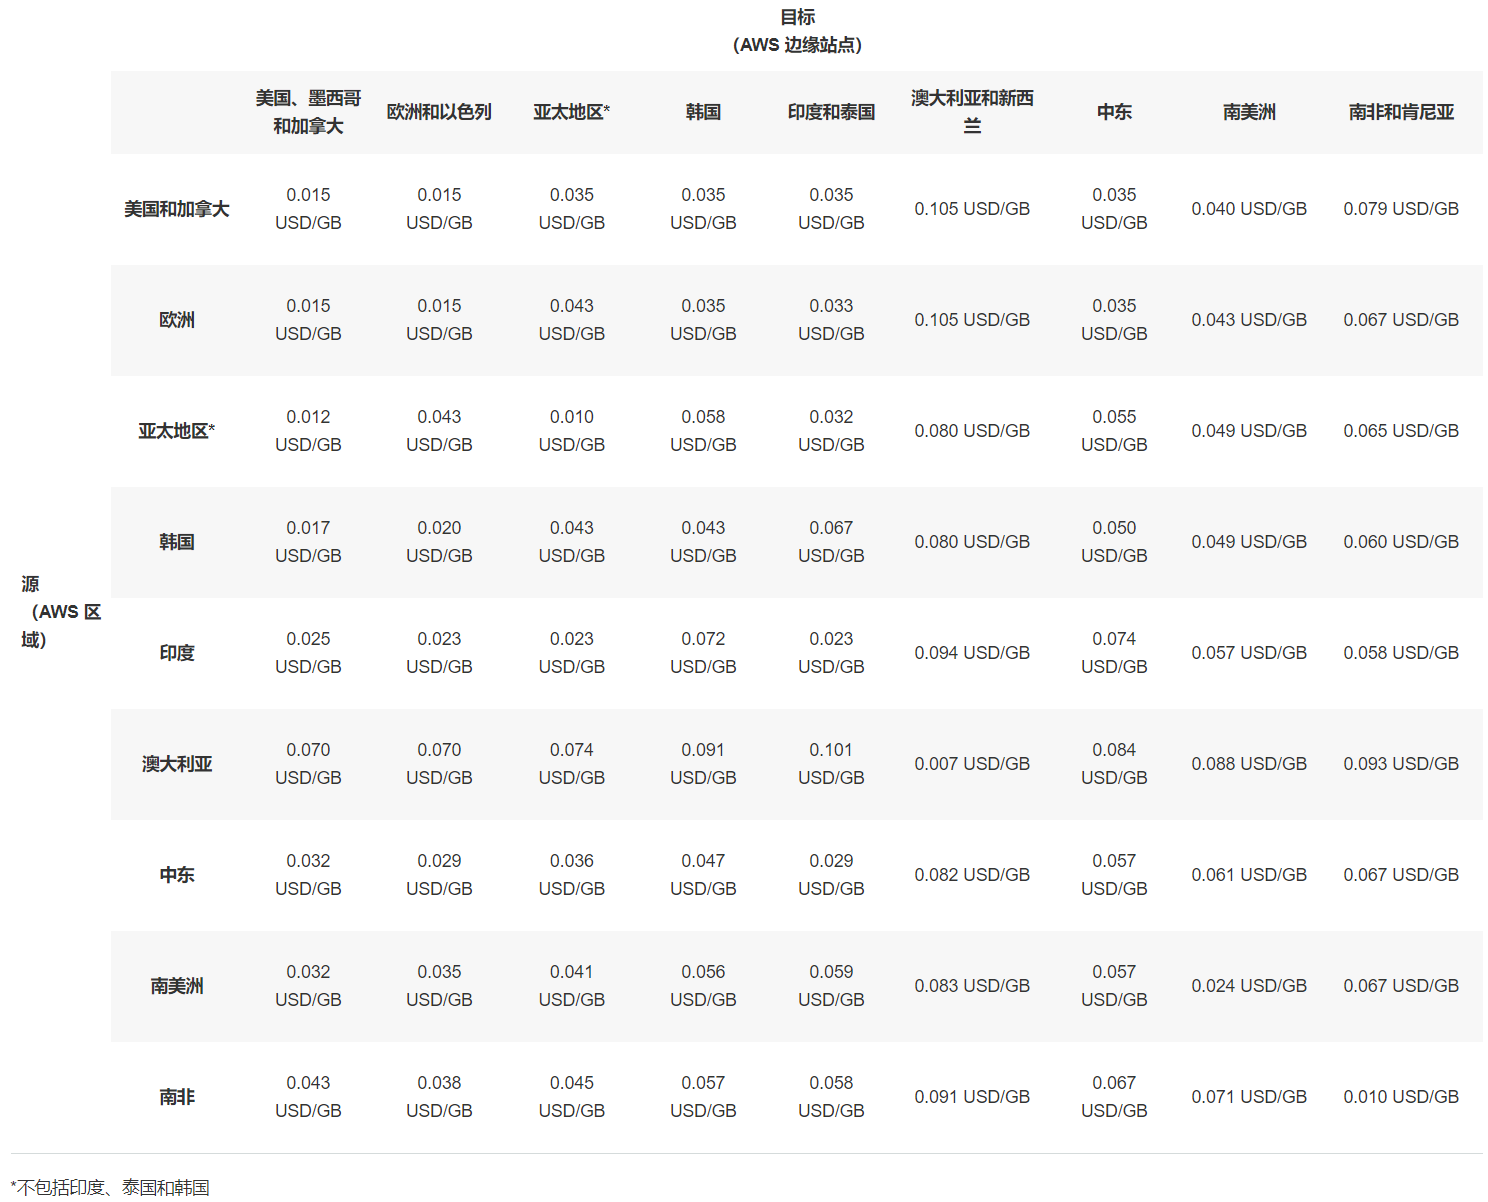 目标
（AWS 边缘站点）
美国、墨西哥
和加拿大
欧洲和以色列
亚太地区*
韩国
印度和泰国
澳大利亚和新西
兰
中东
南美洲
南非和肯尼亚
源
（AWS 区
域）
美国和加拿大
0.015
USD/GB
0.015
USD/GB
0.035
USD/GB
0.035
USD/GB
0.035
USD/GB
0.105 USD/GB
0.035
USD/GB
0.040 USD/GB
0.079 USD/GB
欧洲
0.015
USD/GB
0.015
USD/GB
0.043
USD/GB
0.035
USD/GB
0.033
USD/GB
0.105 USD/GB
0.035
USD/GB
0.043 USD/GB
0.067 USD/GB
亚太地区*
0.012
USD/GB
0.043
USD/GB
0.010
USD/GB
0.058
USD/GB
0.032
USD/GB
0.080 USD/GB
0.055
USD/GB
0.049 USD/GB
0.065 USD/GB
韩国
0.017
USD/GB
0.020
USD/GB
0.043
USD/GB
0.043
USD/GB
0.067
USD/GB
0.080 USD/GB
0.050
USD/GB
0.049 USD/GB
0.060 USD/GB
印度
0.025
USD/GB
0.023
USD/GB
0.023
USD/GB
0.072
USD/GB
0.023
USD/GB
0.094 USD/GB
0.074
USD/GB
0.057 USD/GB
0.058 USD/GB
澳大利亚
0.070
USD/GB
0.070
USD/GB
0.074
USD/GB
0.091
USD/GB
0.101
USD/GB
0.007 USD/GB
0.084
USD/GB
0.088 USD/GB
0.093 USD/GB
中东
0.032
USD/GB
0.029
USD/GB
0.036
USD/GB
0.047
USD/GB
0.029
USD/GB
0.082 USD/GB
0.057
USD/GB
0.061 USD/GB
0.067 USD/GB
南美洲
0.032
USD/GB
0.035
USD/GB
0.041
USD/GB
0.056
USD/GB
0.059
USD/GB
0.083 USD/GB
0.057
USD/GB
0.024 USD/GB
0.067 USD/GB
南非
0.043
USD/GB
0.038
USD/GB
0.045
USD/GB
0.057
USD/GB
0.058
USD/GB
0.091 USD/GB
0.067
USD/GB
0.071 USD/GB
0.010 USD/GB
*不包括印度、泰国和韩国